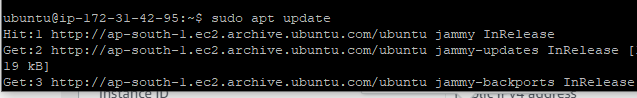 ubuntu@ip-172-31-42-95:~$ sudo apt update
Hit:1 http://ap-south-1.ec2.archive.ubuntu.com/ubuntu jammy InRelease
Get:2 http://ap-south-1.ec2.archive.ubuntu.com/ubuntu jammy-updates InRelease [
19 kB]
Get:3 http://ap-south-1.ec2.archive.ubuntu.com/ubuntu jammy-backports InRelease
Instance ID
IPv4 address